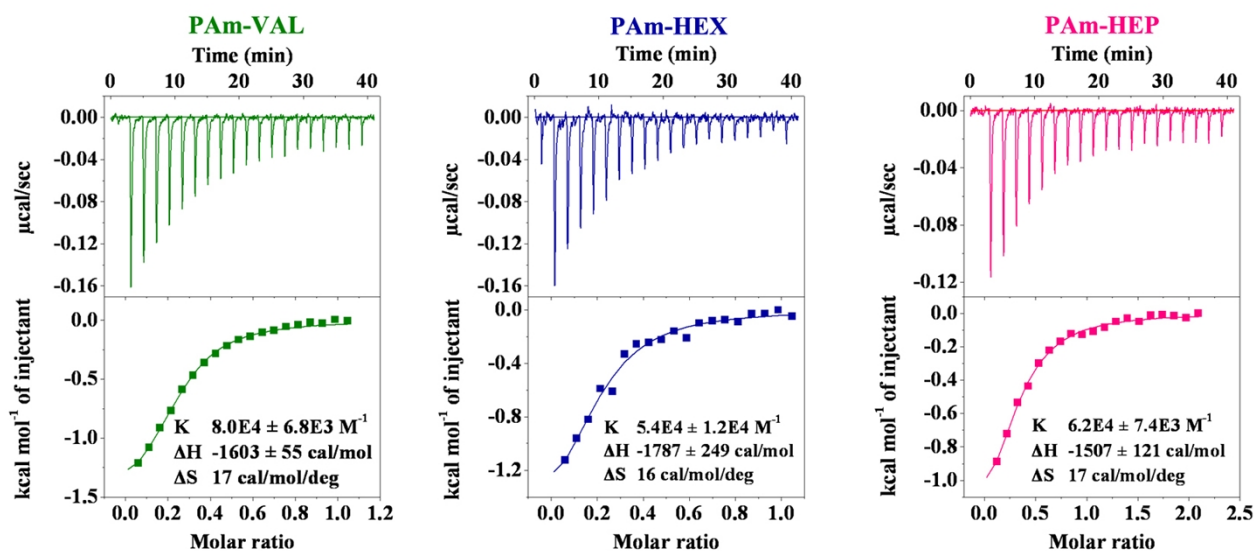 PAm-VAL
Time (min)
0 10 20 30 40
0.00
-0.04
-0.08
-0.12
-0.16
µcal/sec
0.0
-0.5
-1.0
-1.5
kcal mol⁻¹ of injectant
K 8.0E4 ± 6.8E3 M⁻¹
ΔH -1603 ± 55 cal/mol
ΔS 17 cal/mol/deg
0.0 0.2 0.4 0.6 0.8 1.0 1.2
Molar ratio
PAm-HEX
Time (min)
0 10 20 30 40
0.00
-0.04
-0.08
-0.12
-0.16
µcal/sec
0.0
-0.4
-0.8
-1.2
kcal mol⁻¹ of injectant
K 5.4E4 ± 1.2E4 M⁻¹
ΔH -1787 ± 249 cal/mol
ΔS 16 cal/mol/deg
0.0 0.2 0.4 0.6 0.8 1.0
Molar ratio
PAm-HEP
Time (min)
0 10 20 30 40
0.00
-0.04
-0.08
-0.12
µcal/sec
0.0
-0.2
-0.4
-0.6
-0.8
-1.0
kcal mol⁻¹ of injectant
K 6.2E4 ± 7.4E3 M⁻¹
ΔH -1507 ± 121 cal/mol
ΔS 17 cal/mol/deg
0.0 0.5 1.0 1.5 2.0 2.5
Molar ratio